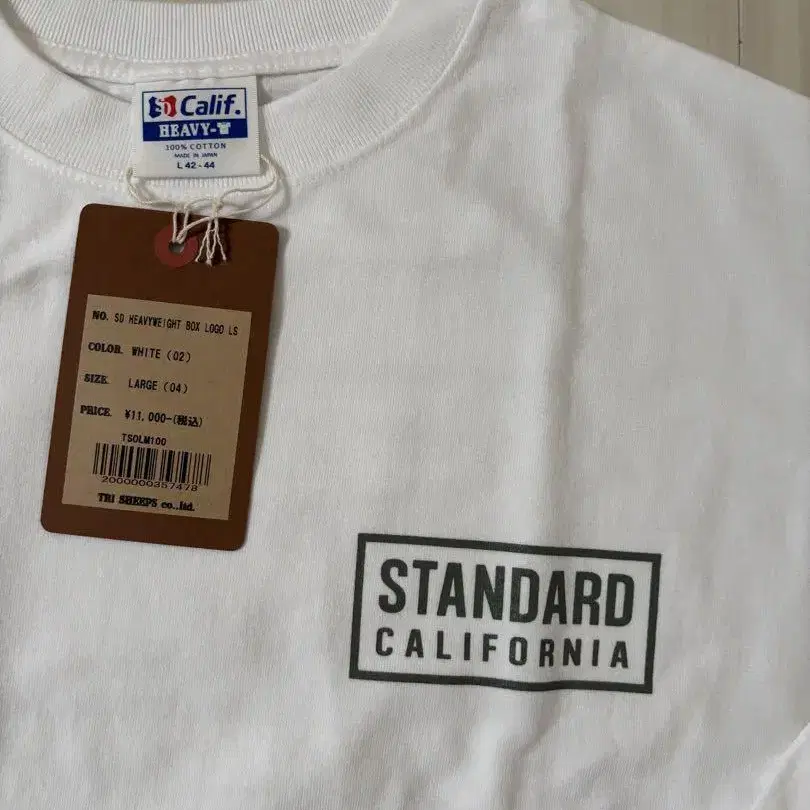 SD Calif.
HEAVY-T
100% COTTON
MADE IN JAPAN
L 42 - 44
NO. SD HEAVYWEIGHT BOX LOGO LS
COLOR. WHITE (02)
SIZE. LARGE (04)
PRICE. ¥11,000-(税込)
TSOLM100
2000000357478
TRI SHEEPS co.,ltd.
STANDARD
CALIFORNIA